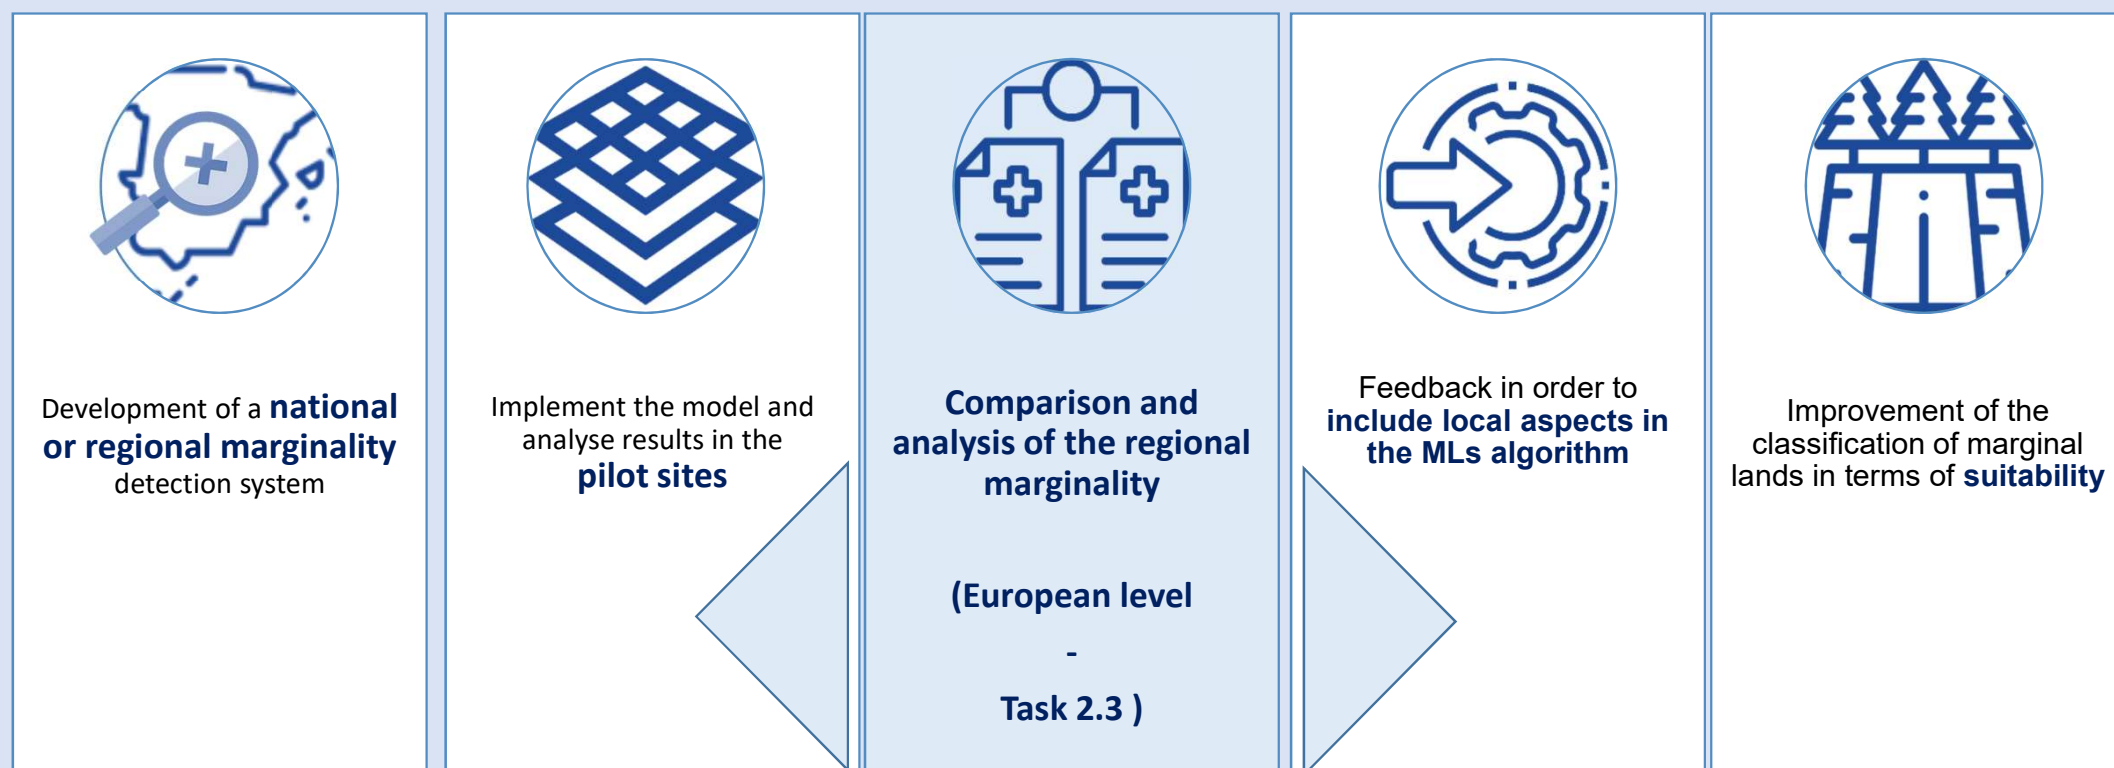 Development of a national
or regional marginality
detection system
Implement the model and
analyse results in the
pilot sites
Comparison and
analysis of the regional
marginality
(European level
-
Task 2.3 )
Feedback in order to
include local aspects in
the MLs algorithm
Improvement of the
classification of marginal
lands in terms of suitability